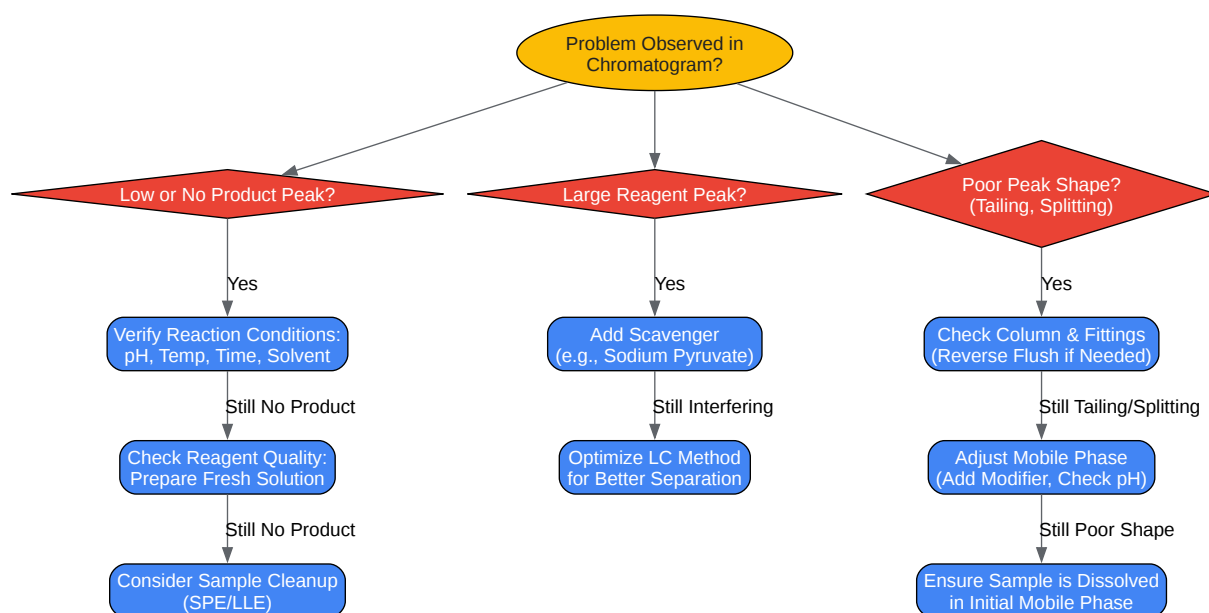 Problem Observed in
Chromatogram?
Low or No Product Peak?
Large Reagent Peak?
Poor Peak Shape?
(Tailing, Splitting)
Yes
Yes
Yes
Verify Reaction Conditions:
pH, Temp, Time, Solvent
Add Scavenger
(e.g., Sodium Pyruvate)
Check Column & Fittings
(Reverse Flush if Needed)
Still No Product
Still Interfering
Still Tailing/Splitting
Check Reagent Quality:
Prepare Fresh Solution
Optimize LC Method
for Better Separation
Adjust Mobile Phase
(Add Modifier, Check pH)
Still No Product
Still Poor Shape
Consider Sample Cleanup
(SPE/LLE)
Ensure Sample is Dissolved
in Initial Mobile Phase